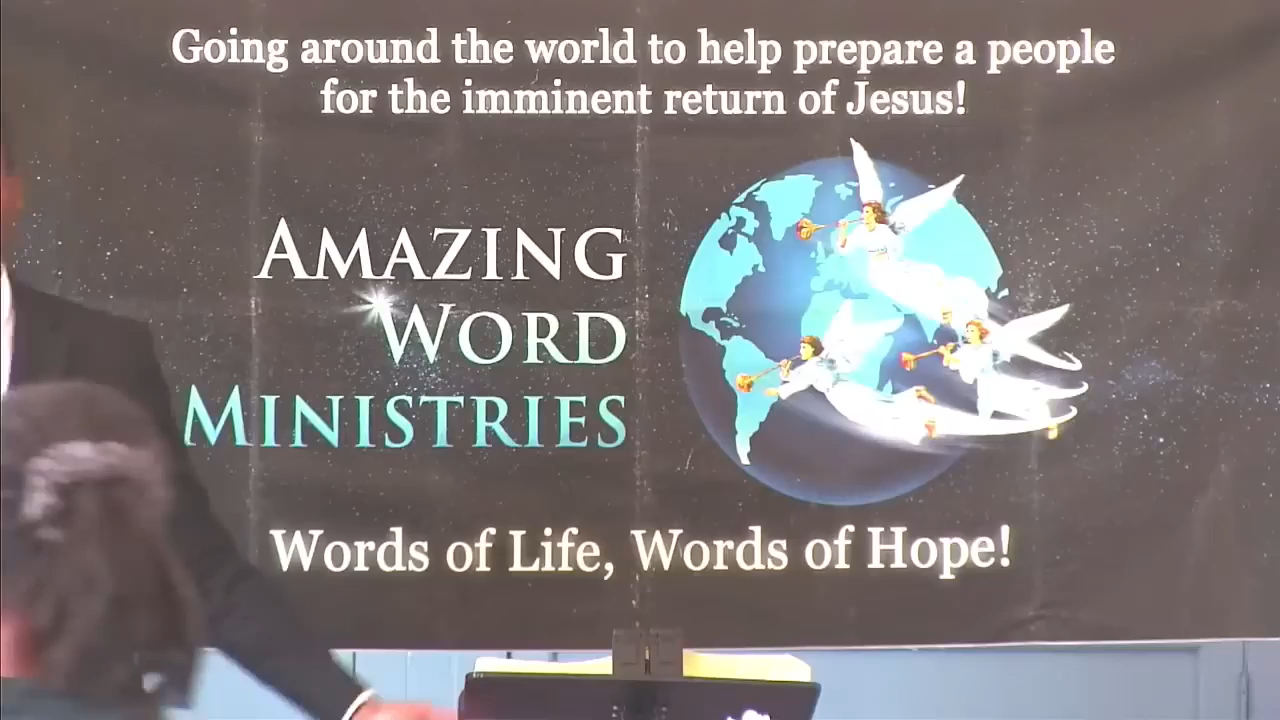 Going around the world to help prepare a people
for the imminent return of Jesus!
AMAZING
WORD
MINISTRIES
Words of Life, Words of Hope!